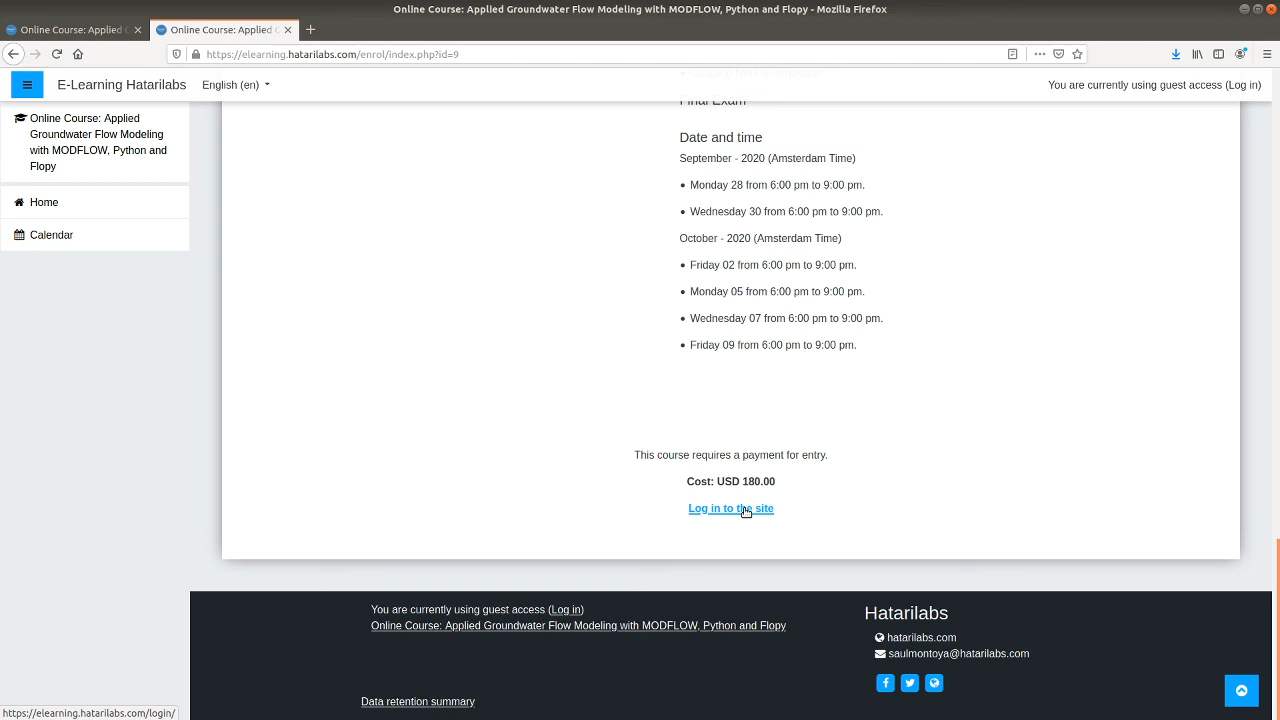 Online Course: Applied Groundwater Flow Modeling with MODFLOW, Python and Flopy - Mozilla Firefox
Online Course: Applied C
Online Course: Applied C
https://elearning.hatarilabs.com/enrol/index.php?id=9
E-Learning Hatarilabs
English (en)
You are currently using guest access (Log in)
Online Course: Applied
Groundwater Flow Modeling
with MODFLOW, Python and
Flopy
Home
Calendar
Final Exam
Date and time
September - 2020 (Amsterdam Time)
• Monday 28 from 6:00 pm to 9:00 pm.
• Wednesday 30 from 6:00 pm to 9:00 pm.
October - 2020 (Amsterdam Time)
• Friday 02 from 6:00 pm to 9:00 pm.
• Monday 05 from 6:00 pm to 9:00 pm.
• Wednesday 07 from 6:00 pm to 9:00 pm.
• Friday 09 from 6:00 pm to 9:00 pm.
This course requires a payment for entry.
Cost: USD 180.00
Log in to the site
You are currently using guest access (Log in)
Online Course: Applied Groundwater Flow Modeling with MODFLOW, Python and Flopy
Data retention summary
Hatarilabs
hatarilabs.com
saulmontoya@hatarilabs.com
https://elearning.hatarilabs.com/login/